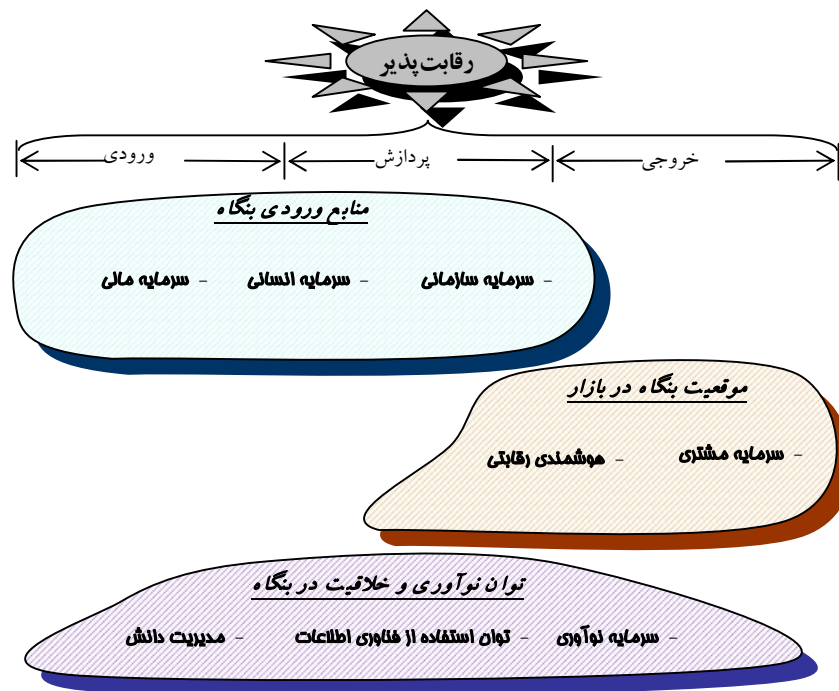 رقابت‌پذیر
ورودی پردازش خروجی
منابع ورودی بنگاه
- سرمایه سازمانی - سرمایه انسانی - سرمایه مالی
موقعیت بنگاه در بازار
- سرمایه مشتری - هوشمندی رقابتی
توان نوآوری و خلاقیت در بنگاه
- سرمایه نوآوری - توان استفاده از فناوری اطلاعات - مدیریت دانش